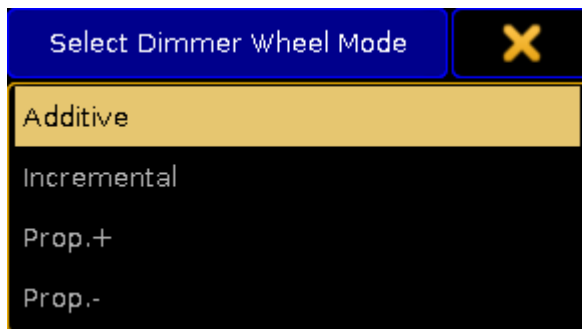 Select Dimmer Wheel Mode
Additive
Incremental
Prop.+
Prop.-